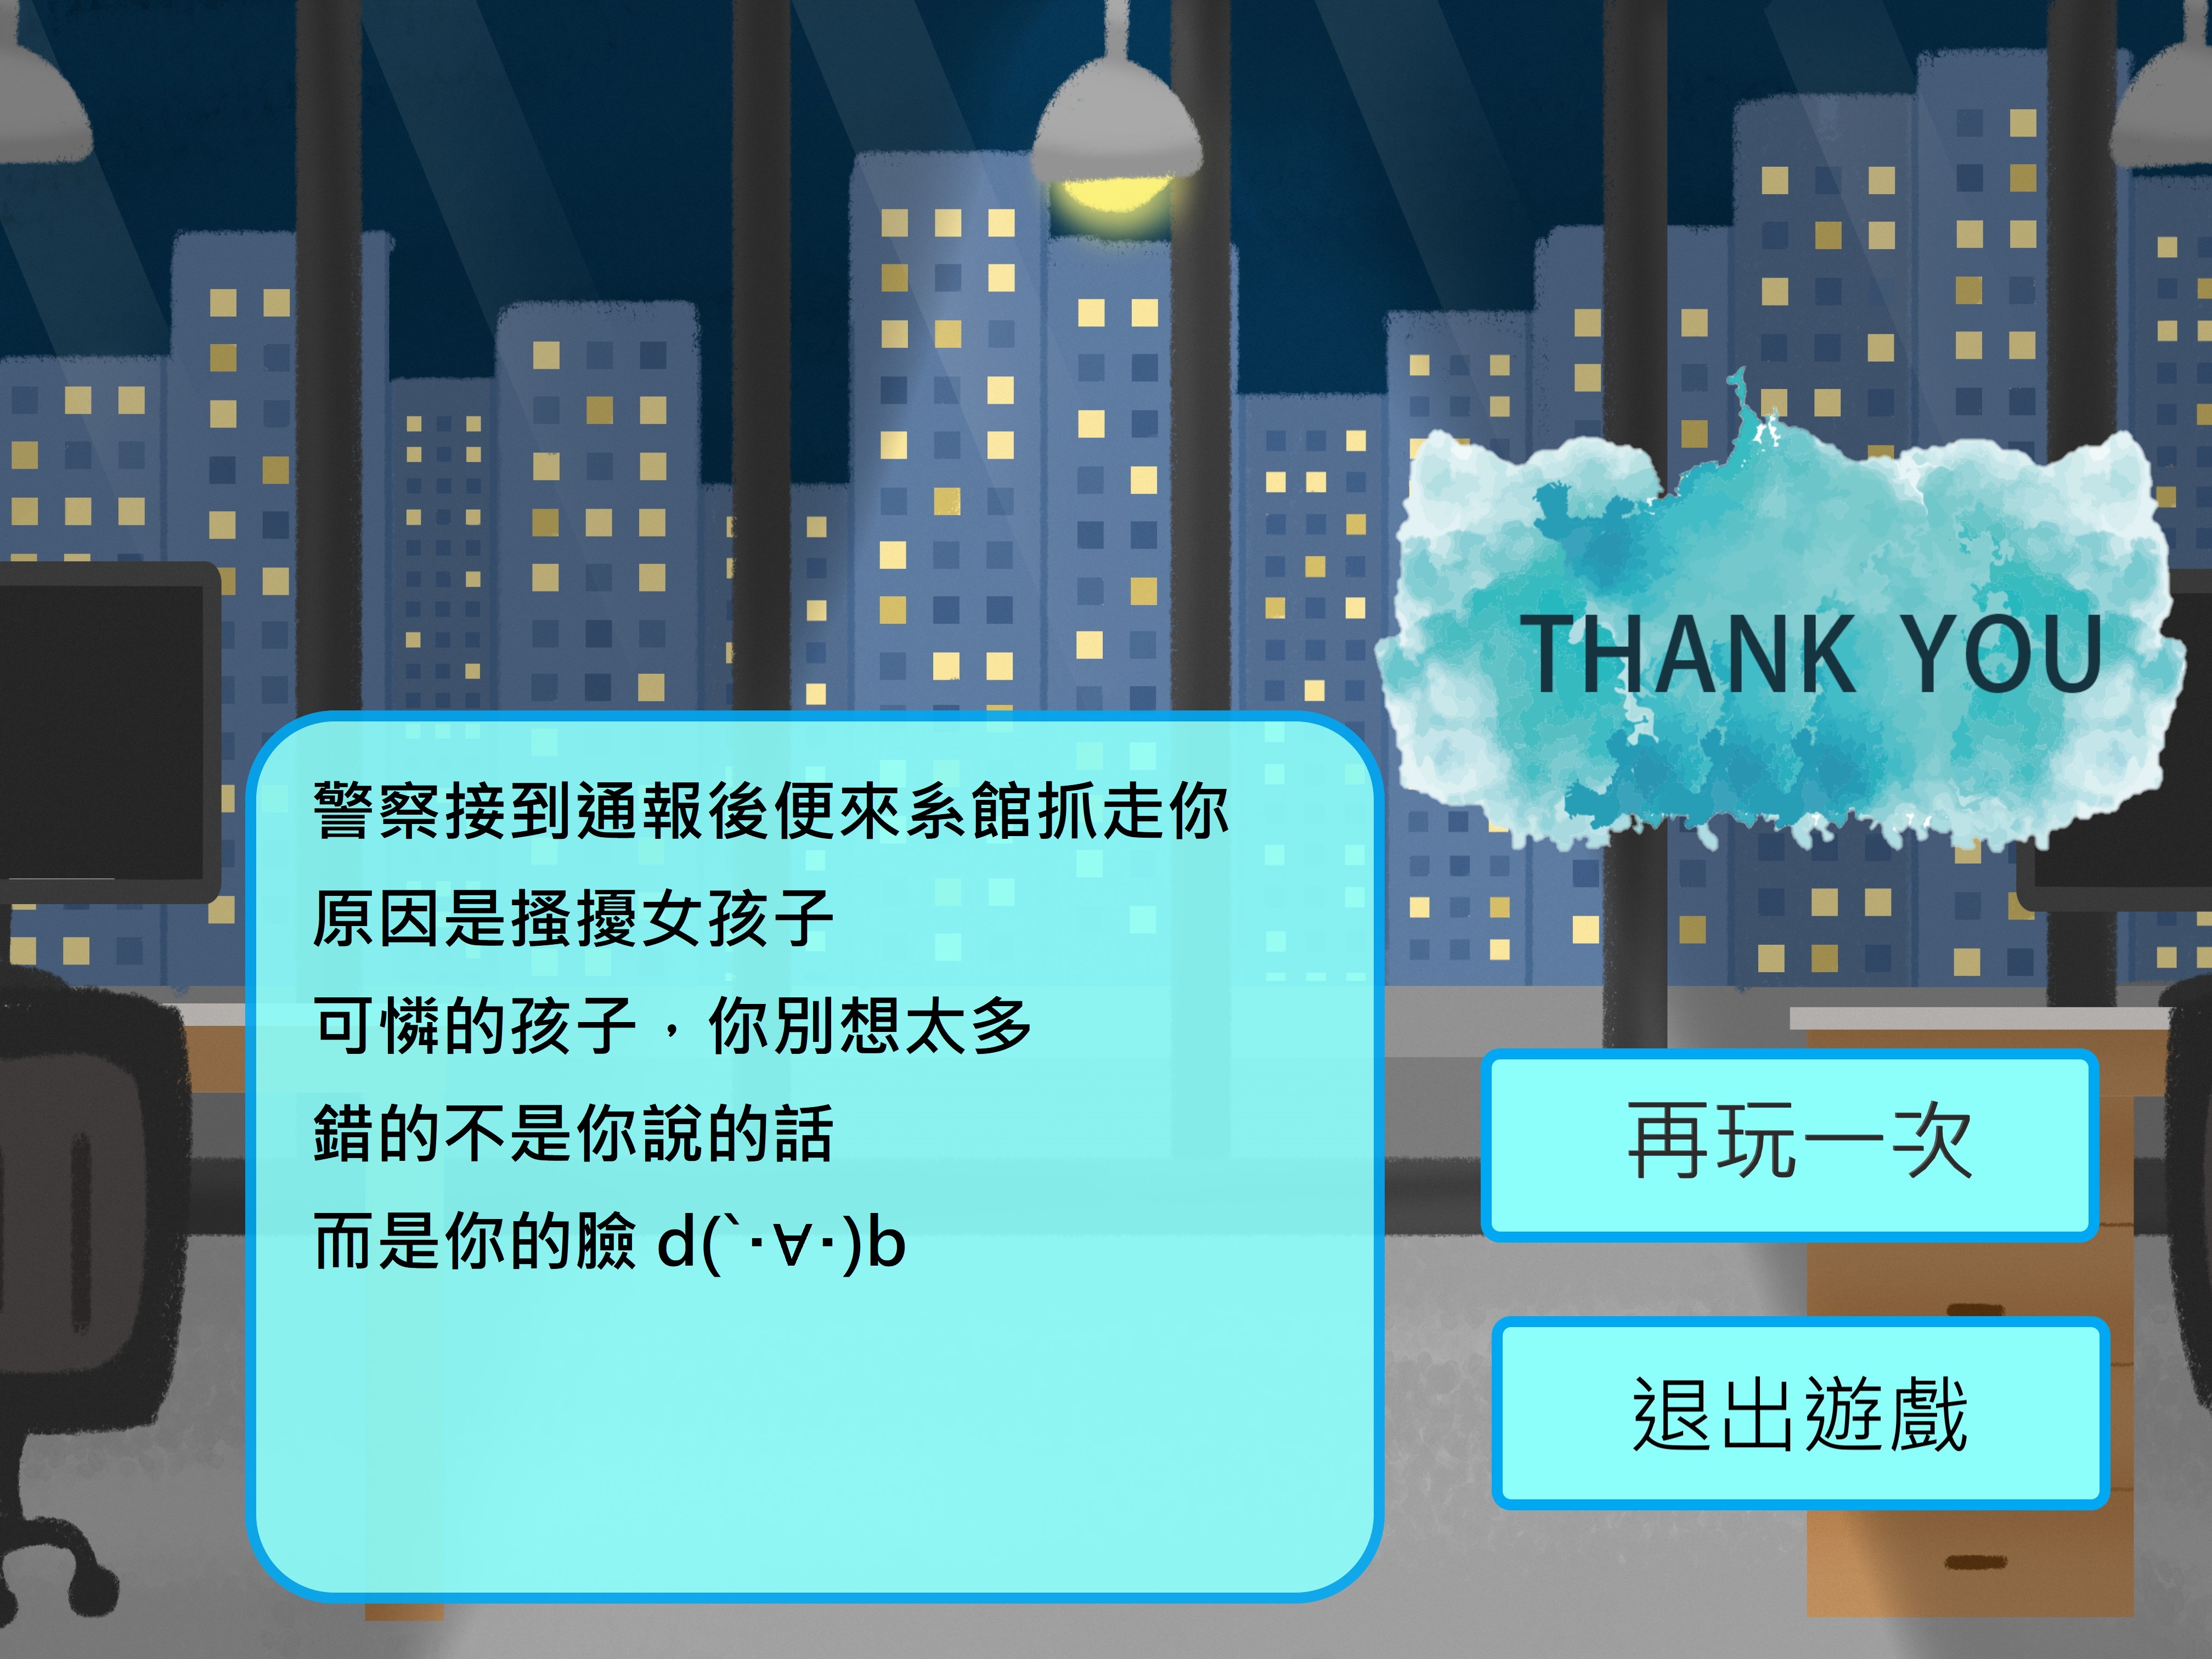 THANK YOU
警察接到通報後便來系館抓走你
原因是搔擾女孩子
可憐的孩子，你別想太多
錯的不是你說的話
而是你的臉 d(`･∀･)b
再玩一次
退出遊戲